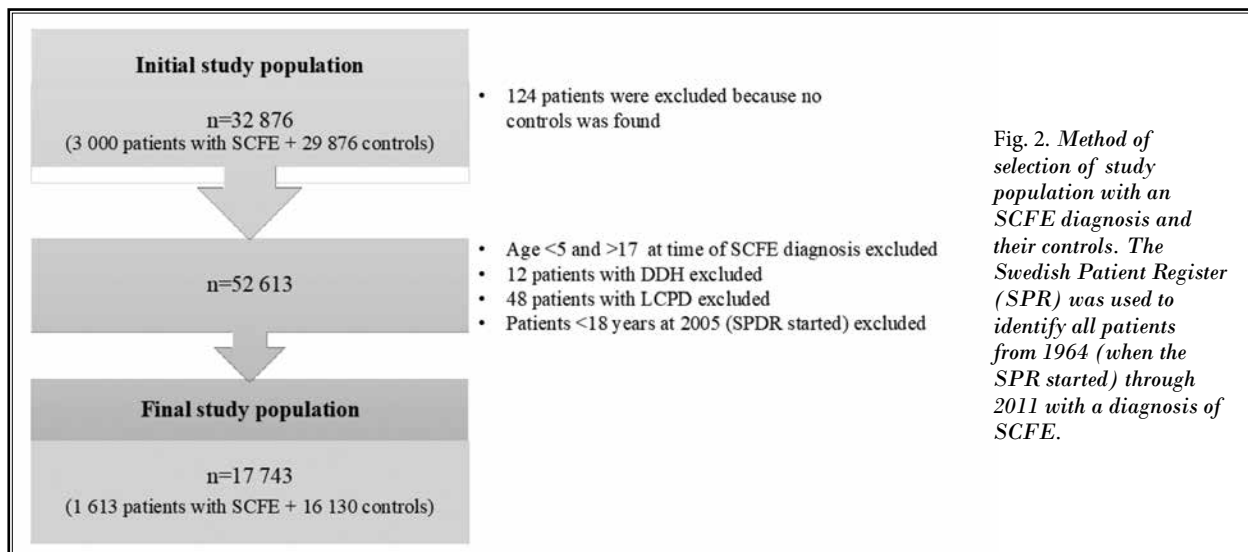 Initial study population
n=32 876
(3 000 patients with SCFE + 29 876 controls)
• 124 patients were excluded because no
controls was found
n=52 613
• Age <5 and >17 at time of SCFE diagnosis excluded
• 12 patients with DDH excluded
• 48 patients with LCPD excluded
• Patients <18 years at 2005 (SPDR started) excluded
Final study population
n=17 743
(1 613 patients with SCFE + 16 130 controls)
Fig. 2. Method of
selection of study
population with an
SCFE diagnosis and
their controls. The
Swedish Patient Register
(SPR) was used to
identify all patients
from 1964 (when the
SPR started) through
2011 with a diagnosis of
SCFE.